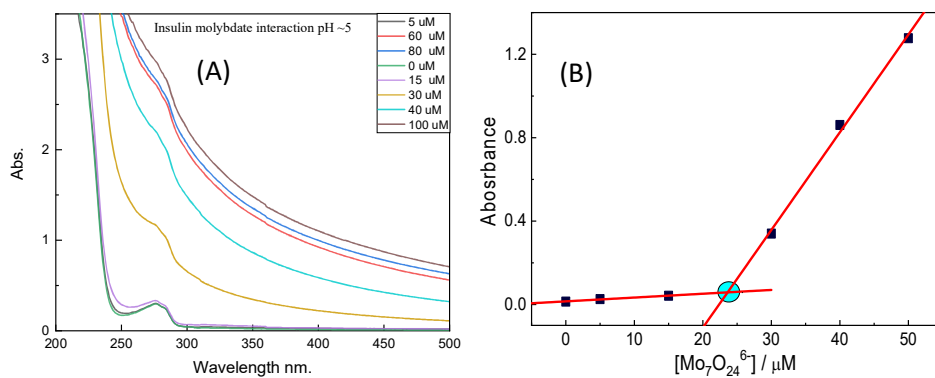 Insulin molybdate interaction pH ~5
(A)
5 uM
60 uM
80 uM
0 uM
15 uM
30 uM
40 uM
100 uM
3
2
1
0
Abs.
200 250 300 350 400 450 500
Wavelength nm.
(B)
1.2
0.8
0.4
0.0
Abosrbance
0 10 20 30 40 50
[Mo₇O₂₄⁶⁻] / μM